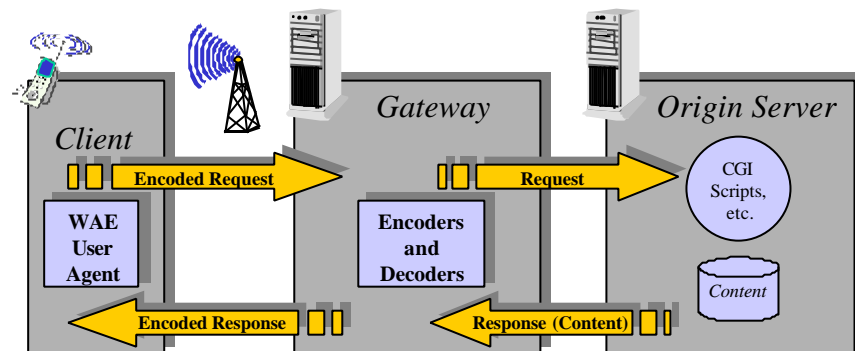 Client
Gateway
Origin Server
Encoded Request
Request
CGI
Scripts,
etc.
WAE
User
Agent
Encoders
and
Decoders
Content
Encoded Response
Response (Content)